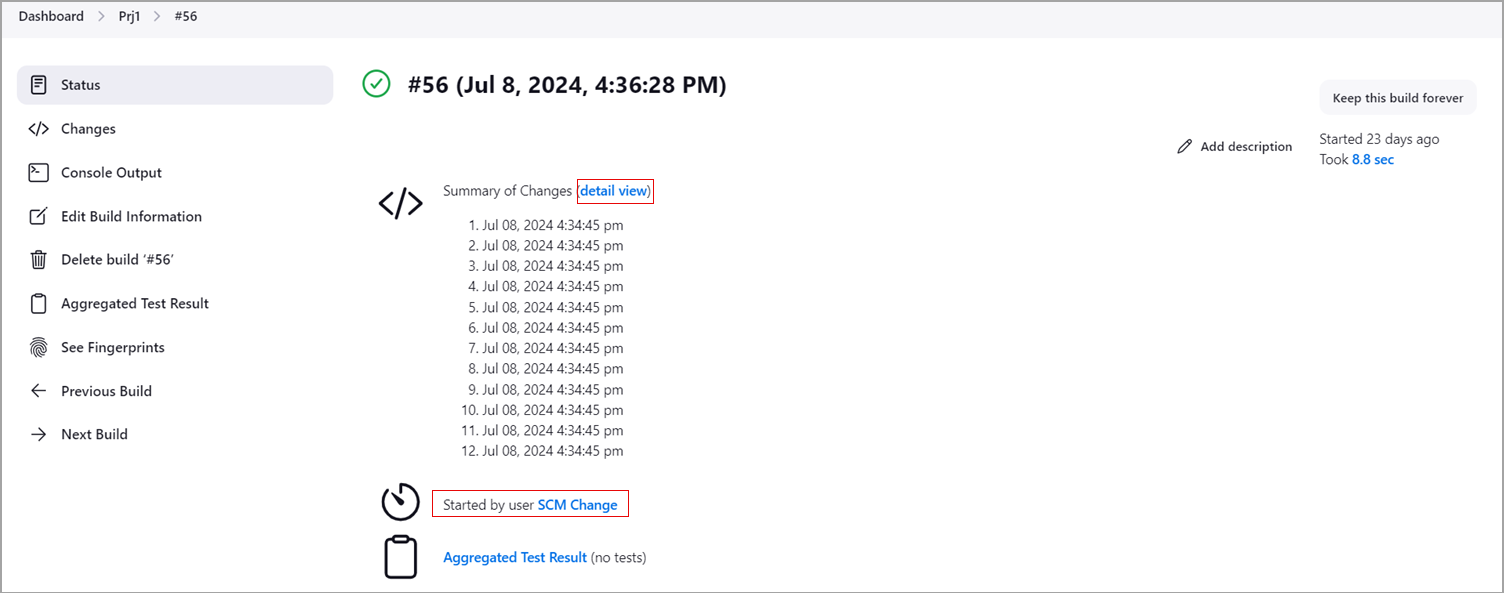 Dashboard > Prj1 > #56
Status
Changes
Console Output
Edit Build Information
Delete build ‘#56’
Aggregated Test Result
See Fingerprints
Previous Build
Next Build
#56 (Jul 8, 2024, 4:36:28 PM)
Keep this build forever
Add description
Started 23 days ago
Took 8.8 sec
Summary of Changes (detail view)
1. Jul 08, 2024 4:34:45 pm
2. Jul 08, 2024 4:34:45 pm
3. Jul 08, 2024 4:34:45 pm
4. Jul 08, 2024 4:34:45 pm
5. Jul 08, 2024 4:34:45 pm
6. Jul 08, 2024 4:34:45 pm
7. Jul 08, 2024 4:34:45 pm
8. Jul 08, 2024 4:34:45 pm
9. Jul 08, 2024 4:34:45 pm
10. Jul 08, 2024 4:34:45 pm
11. Jul 08, 2024 4:34:45 pm
12. Jul 08, 2024 4:34:45 pm
Started by user SCM Change
Aggregated Test Result (no tests)